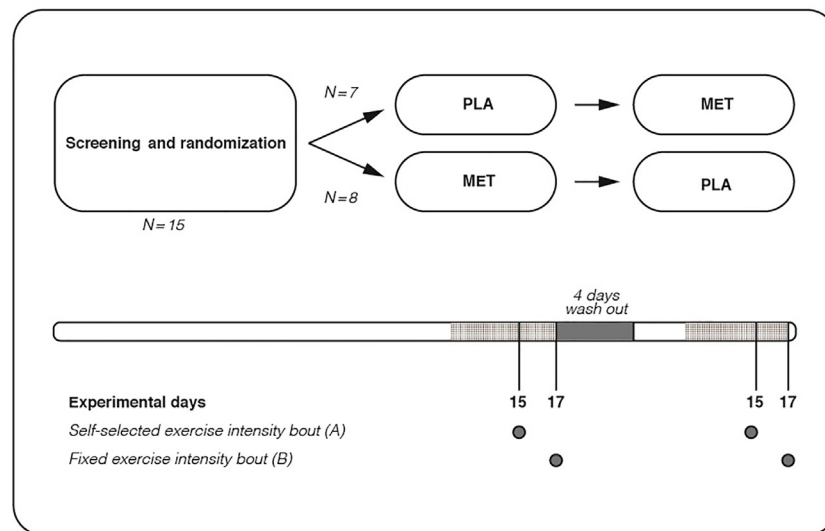 N=7
PLA
MET
Screening and randomization
MET
PLA
N=8
N=15
4 days
wash out
Experimental days
15
17
15
17
Self-selected exercise intensity bout (A)
Fixed exercise intensity bout (B)